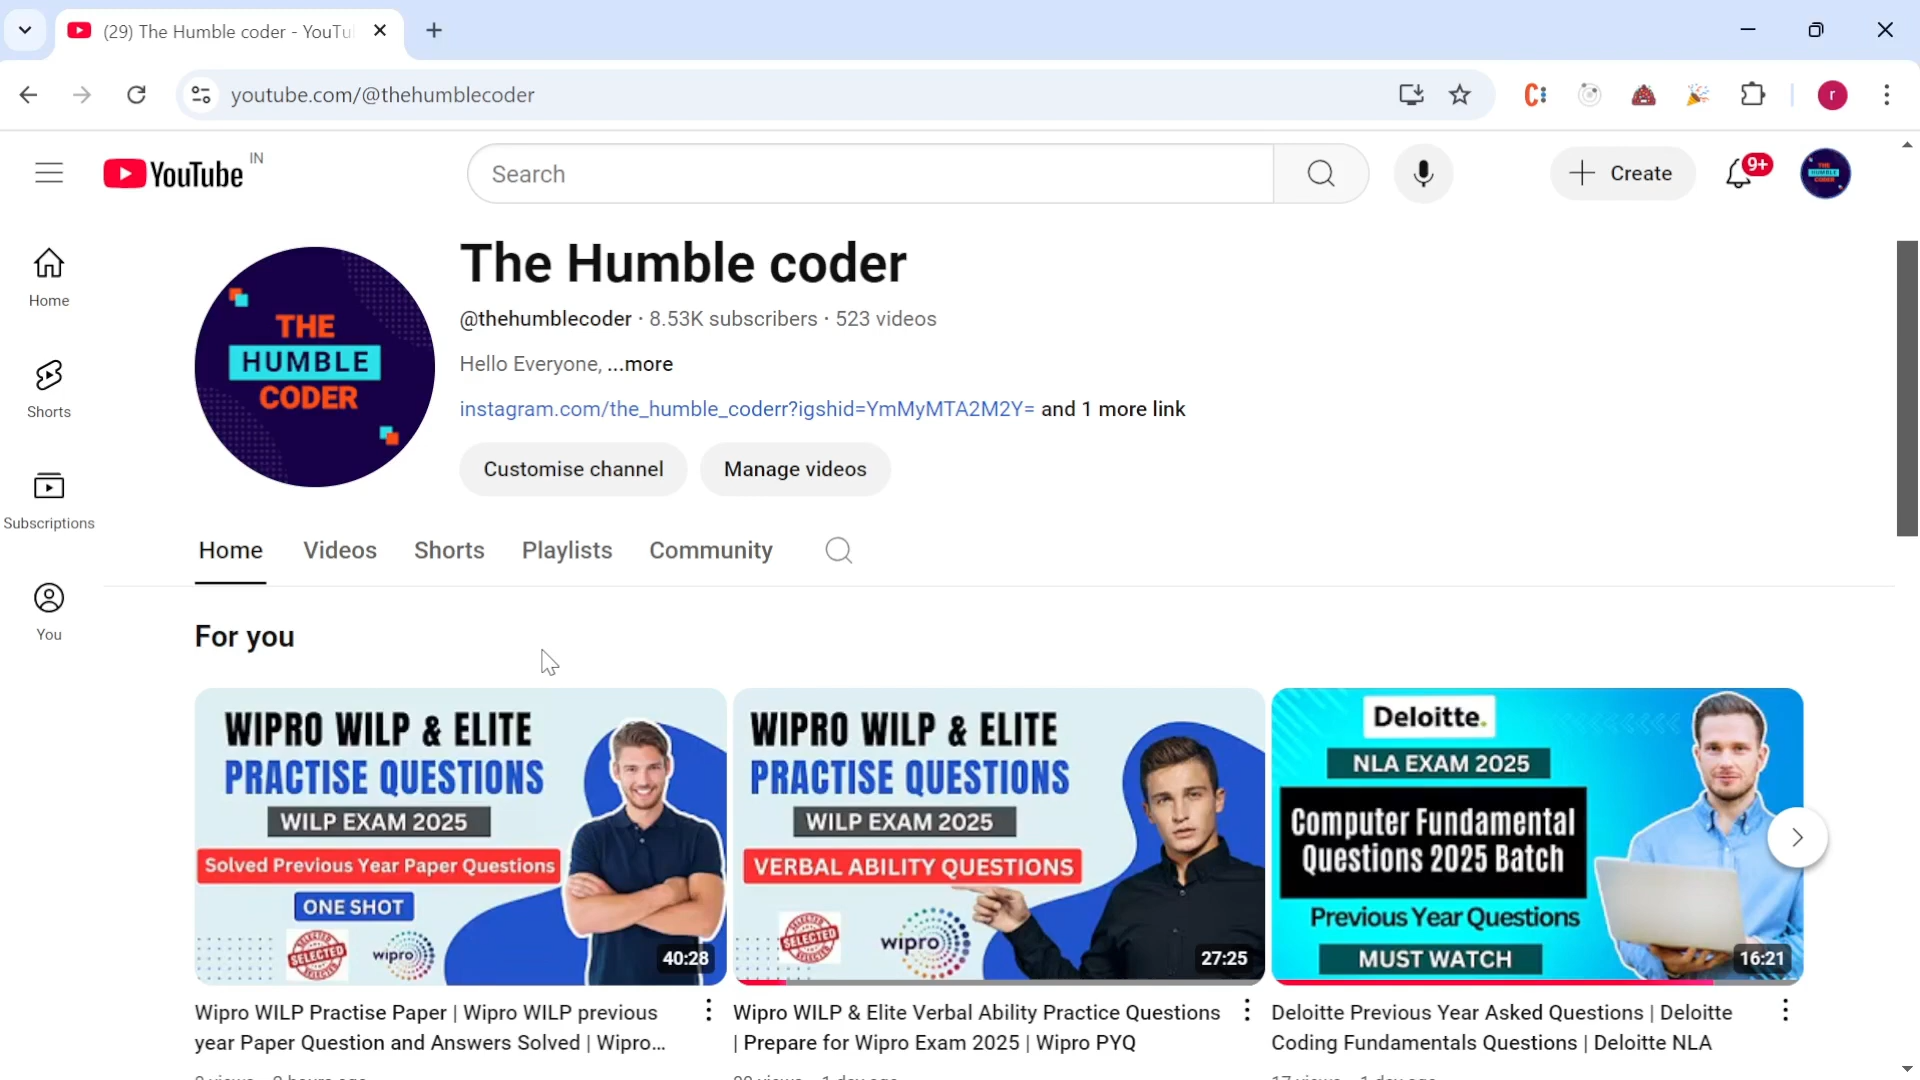 (29) The Humble coder - YouTu
youtube.com/@thehumblecoder
r
YouTube IN
Search
Create
9+
THE
HUMBLE
CODER
Home
Shorts
Subscriptions
You
THE
HUMBLE
CODER
The Humble coder
@thehumblecoder · 8.53K subscribers · 523 videos
Hello Everyone, ...more
instagram.com/the_humble_coderr?igshid=YmMyMTA2M2Y= and 1 more link
Customise channel Manage videos
Home Videos Shorts Playlists Community
For you
WIPRO WILP & ELITE
PRACTISE QUESTIONS
WILP EXAM 2025
Solved Previous Year Paper Questions
ONE SHOT
SELECTED
wipro
40:28
Wipro WILP Practise Paper | Wipro WILP previous
year Paper Question and Answers Solved | Wipro...
WIPRO WILP & ELITE
PRACTISE QUESTIONS
WILP EXAM 2025
VERBAL ABILITY QUESTIONS
SELECTED
wipro
27:25
Wipro WILP & Elite Verbal Ability Practice Questions
| Prepare for Wipro Exam 2025 | Wipro PYQ
Deloitte.
NLA EXAM 2025
Computer Fundamental
Questions 2025 Batch
Previous Year Questions
MUST WATCH
16:21
Deloitte Previous Year Asked Questions | Deloitte
Coding Fundamentals Questions | Deloitte NLA